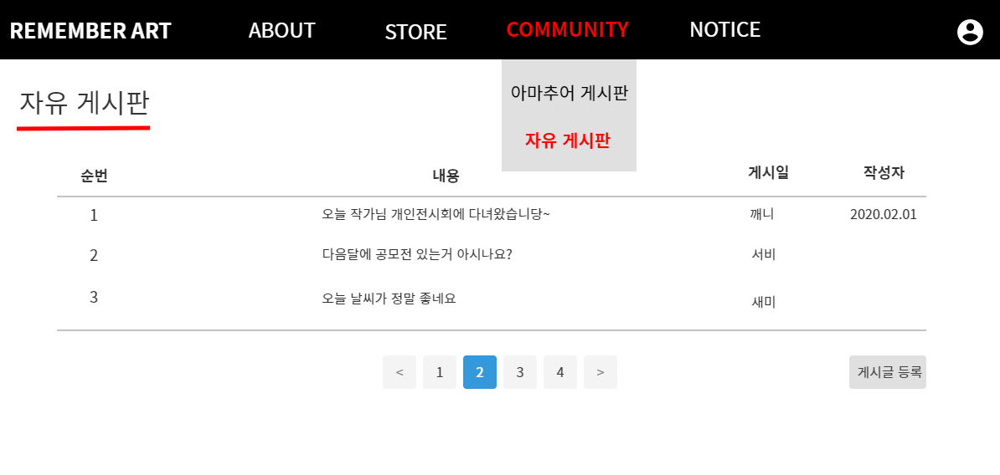 REMEMBER ART ABOUT STORE COMMUNITY NOTICE
아마추어 게시판
자유 게시판
자유 게시판
순번 내용 게시일 작성자
1 오늘 작가님 개인전시회에 다녀왔습니당~ 깨니 2020.02.01
2 다음달에 공모전 있는거 아시나요? 서비
3 오늘 날씨가 정말 좋네요 새미
< 1 2 3 4 > 게시글 등록